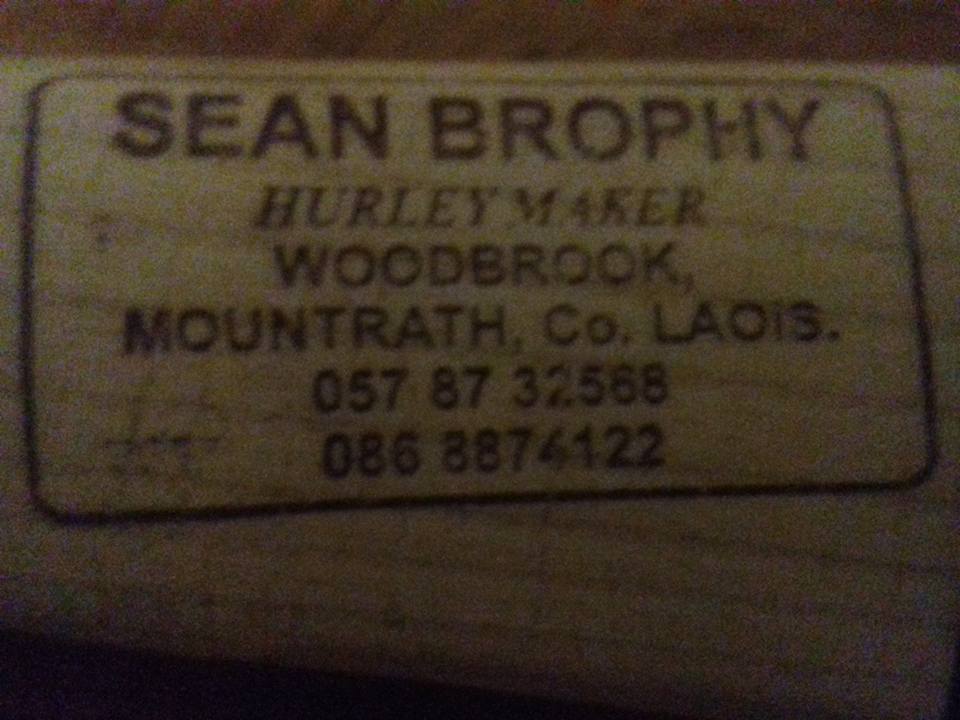 SEAN BROPHY
HURLEY MAKER
WOODBROOK,
MOUNTRATH, Co. LAOIS.
057 87 32568
086 8874122